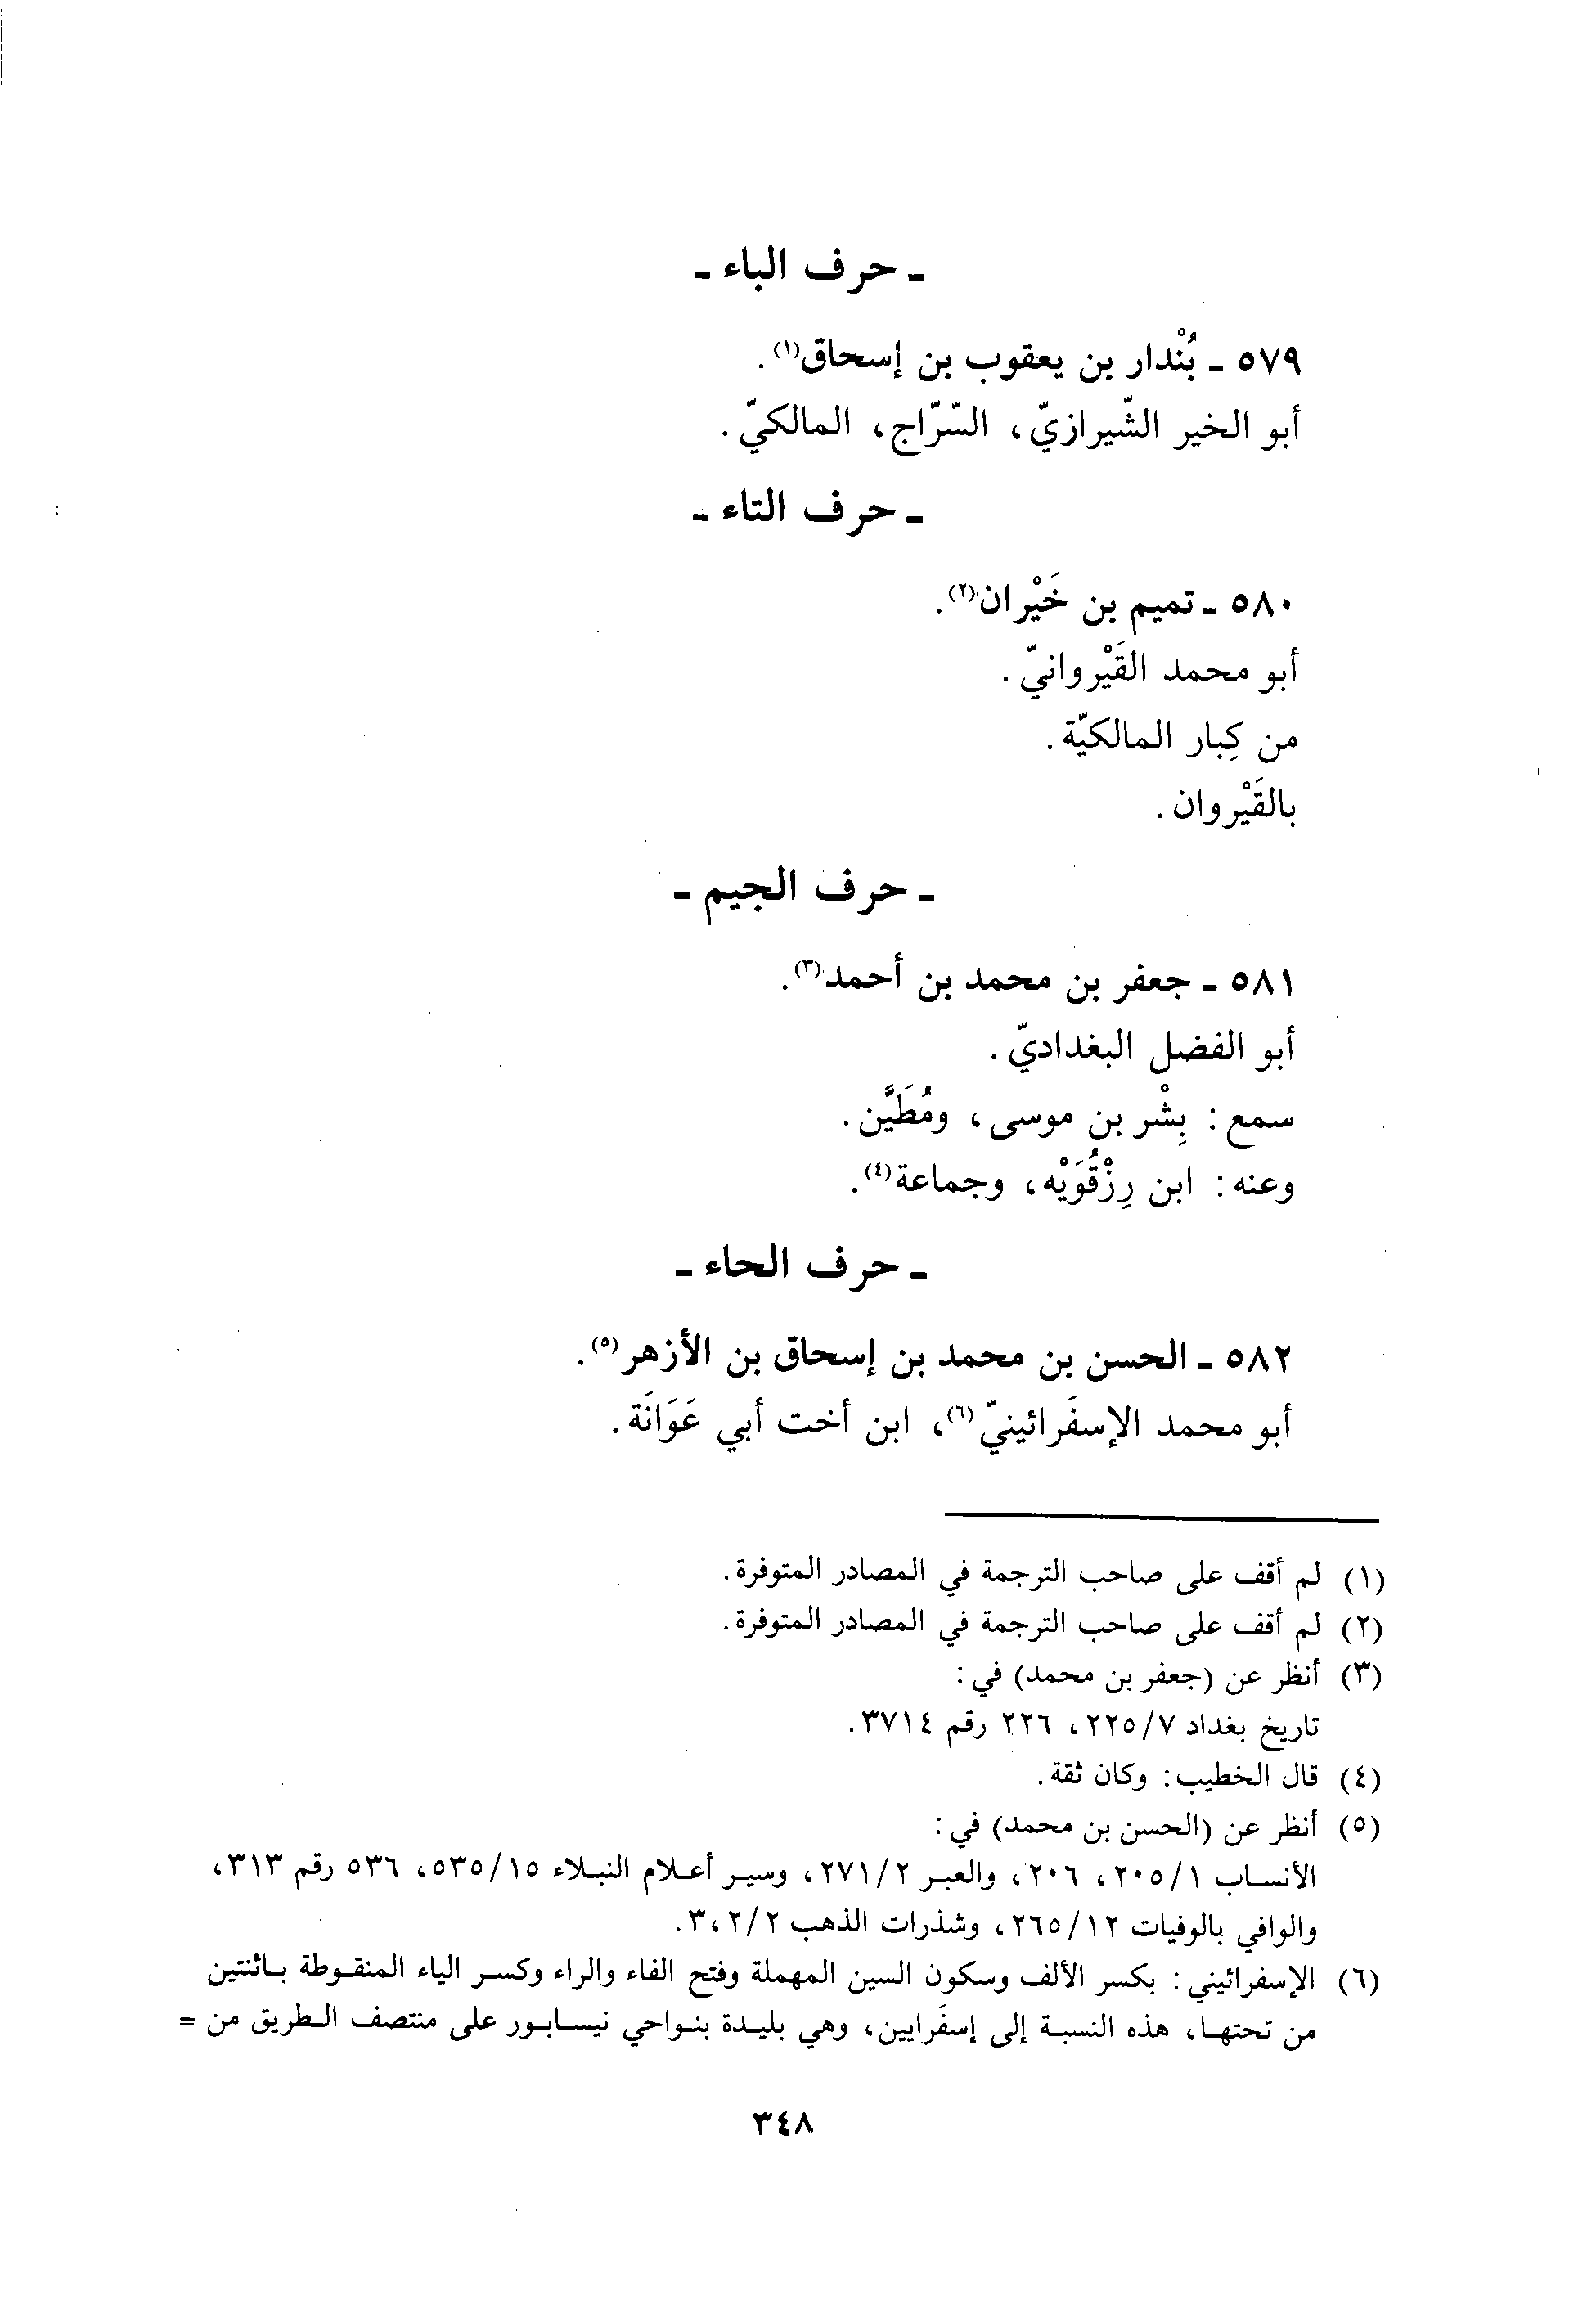 ـ حرف الباء ـ
٥٧٩ ـ بُنْدار بن يعقوب بن إسحاق(١).
أبو الخير الشّيرازيّ، السّرّاج، المالكيّ.
ـ حرف التاء ـ
٥٨٠ ـ تميم بن خَيْران(٢).
أبو محمد القَيْروانيّ.
من كِبار المالكيّة.
بالقَيْروان.
ـ حرف الجيم ـ
٥٨١ ـ جعفر بن محمد بن أحمد(٣).
أبو الفضل البغداديّ.
سمع: بِشْر بن موسى، ومُطَيَّن.
وعنه: ابن رِزْقُوَيْه، وجماعة(٤).
ـ حرف الحاء ـ
٥٨٢ ـ الحسن بن محمد بن إسحاق بن الأزهر(٥).
أبو محمد الإسفَرائينيّ(٦)، ابن أخت أبي عَوَانَة.
(١) لم أقف على صاحب الترجمة في المصادر المتوفرة.
(٢) لم أقف على صاحب الترجمة في المصادر المتوفرة.
(٣) أنظر عن (جعفر بن محمد) في:
تاريخ بغداد ٢٢٥/٧، ٢٢٦ رقم ٣٧١٤.
(٤) قال الخطيب: وكان ثقة.
(٥) أنظر عن (الحسن بن محمد) في:
الأنساب ٢٠٥/١، ٢٠٦، والعبر ٢٧١/٢، وسير أعلام النبلاء ٥٣٥/١٥، ٥٣٦ رقم ٣١٣،
والوافي بالوفيات ٢٦٥/١٢، وشذرات الذهب ٢/٢،٣.
(٦) الإسفرائيني: بكسر الألف وسكون السين المهملة وفتح الفاء والراء وكسر الياء المنقوطة باثنتين
من تحتها، هذه النسبة إلى إسفَرايين، وهي بليدة بنواحي نيسابور على منتصف الطريق من =
٣٤٨